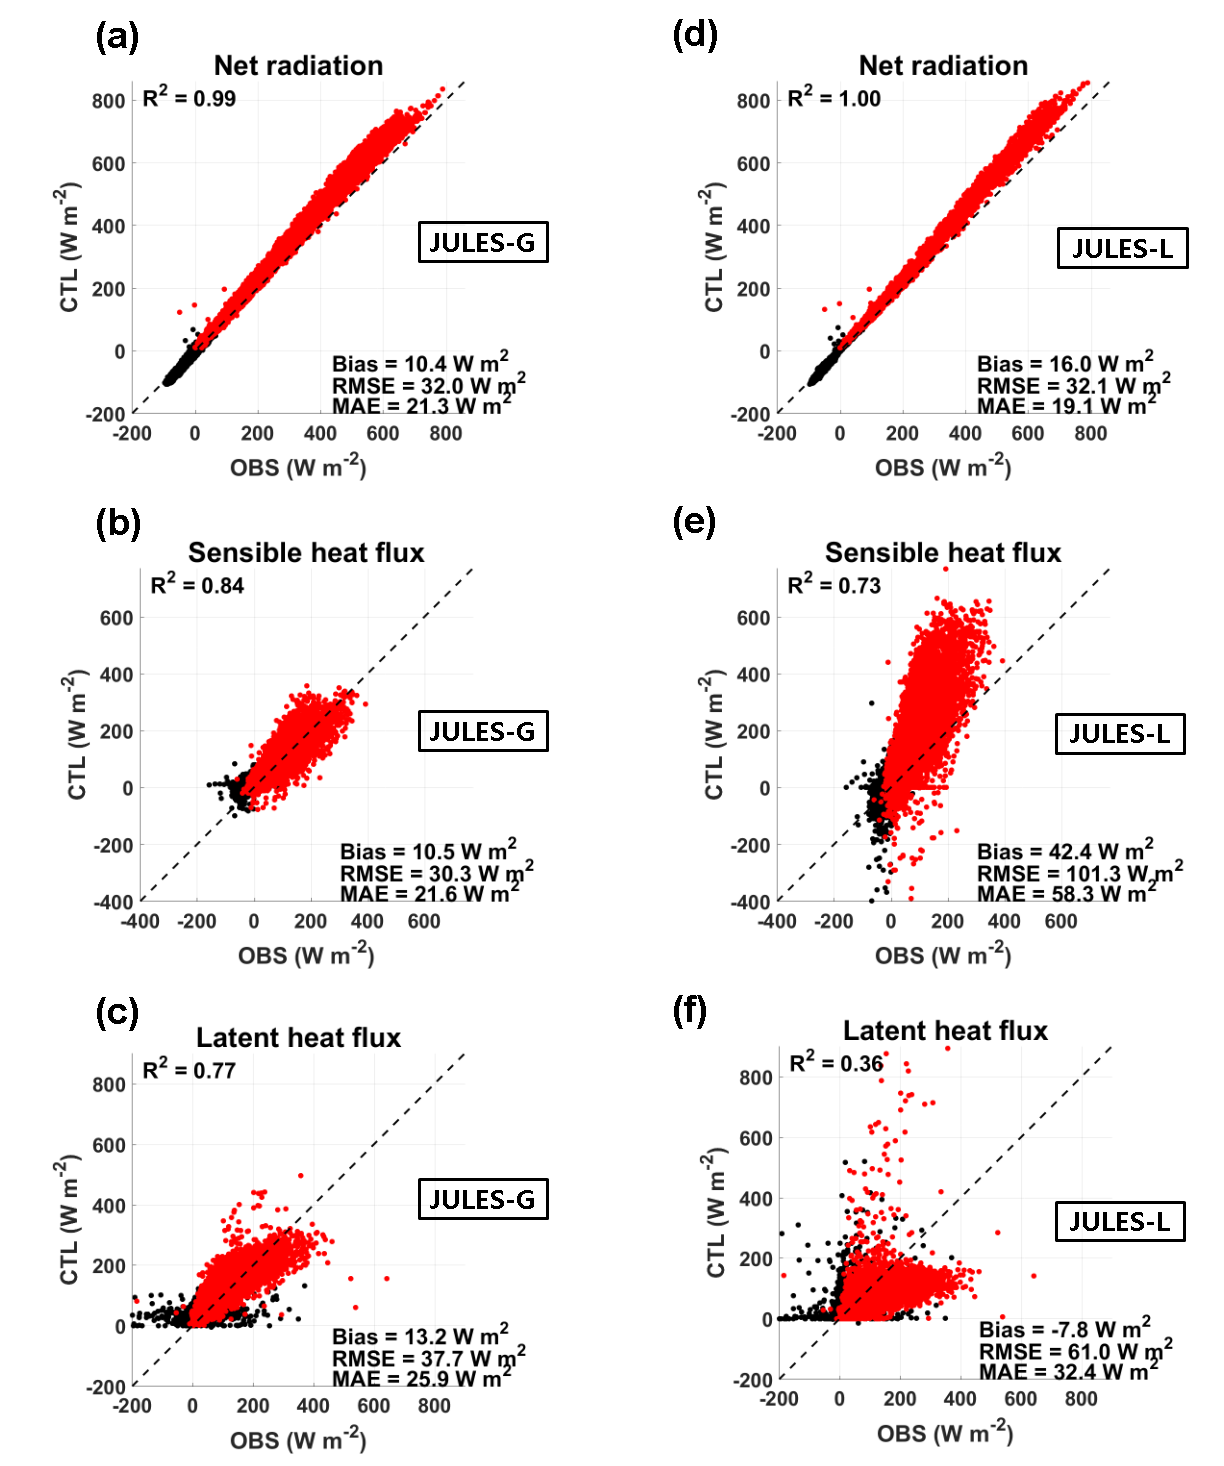 (a)
Net radiation
R² = 0.99
800
600
400
200
0
-200
-200 0 200 400 600 800
CTL (W m⁻²)
OBS (W m⁻²)
JULES-G
Bias = 10.4 W m²
RMSE = 32.0 W m²
MAE = 21.3 W m²
(d)
Net radiation
R² = 1.00
800
600
400
200
0
-200
-200 0 200 400 600 800
CTL (W m⁻²)
OBS (W m⁻²)
JULES-L
Bias = 16.0 W m²
RMSE = 32.1 W m²
MAE = 19.1 W m²
(b)
Sensible heat flux
R² = 0.84
600
400
200
0
-200
-400
-400 -200 0 200 400 600
CTL (W m⁻²)
OBS (W m⁻²)
JULES-G
Bias = 10.5 W m²
RMSE = 30.3 W m²
MAE = 21.6 W m²
(e)
Sensible heat flux
R² = 0.73
600
400
200
0
-200
-400
-400 -200 0 200 400 600
CTL (W m⁻²)
OBS (W m⁻²)
JULES-L
Bias = 42.4 W m²
RMSE = 101.3 W m²
MAE = 58.3 W m²
(c)
Latent heat flux
R² = 0.77
800
600
400
200
0
-200
-200 0 200 400 600 800
CTL (W m⁻²)
OBS (W m⁻²)
JULES-G
Bias = 13.2 W m²
RMSE = 37.7 W m²
MAE = 25.9 W m²
(f)
Latent heat flux
R² = 0.36
800
600
400
200
0
-200
-200 0 200 400 600 800
CTL (W m⁻²)
OBS (W m⁻²)
JULES-L
Bias = -7.8 W m²
RMSE = 61.0 W m²
MAE = 32.4 W m²